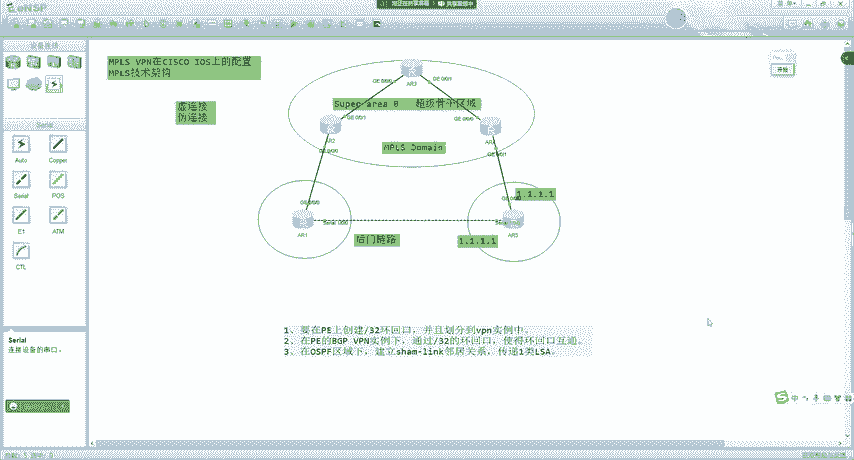 eNSP
MPLS VPN在CISCO IOS上的配置
MPLS技术架构
虚连接
伪连接
AR3
GE 0/0/0
GE 0/0/1
Super area 0 超级骨干区域
GE 0/0/1
GE 0/0/0
AR2
MPLS Domain
AR4
GE 0/0/0
GE 0/0/1
1.1.1.1
GE 0/0/0
GE 0/0/0
Serial
AR1
AR5
后门链路
1.1.1.1
Serial
Auto
Copper
Serial
POS
E1
ATM
CTL
1、要在PE上创建/32环回口,并且划分到vpn实例中。
2、在PE的BGP VPN实例下,通过/32的环回口,使得环回口互通。
3、在OSPF区域下,建立sham-link邻居关系,传递1类LSA。
Serial
连接设备的串口。
中